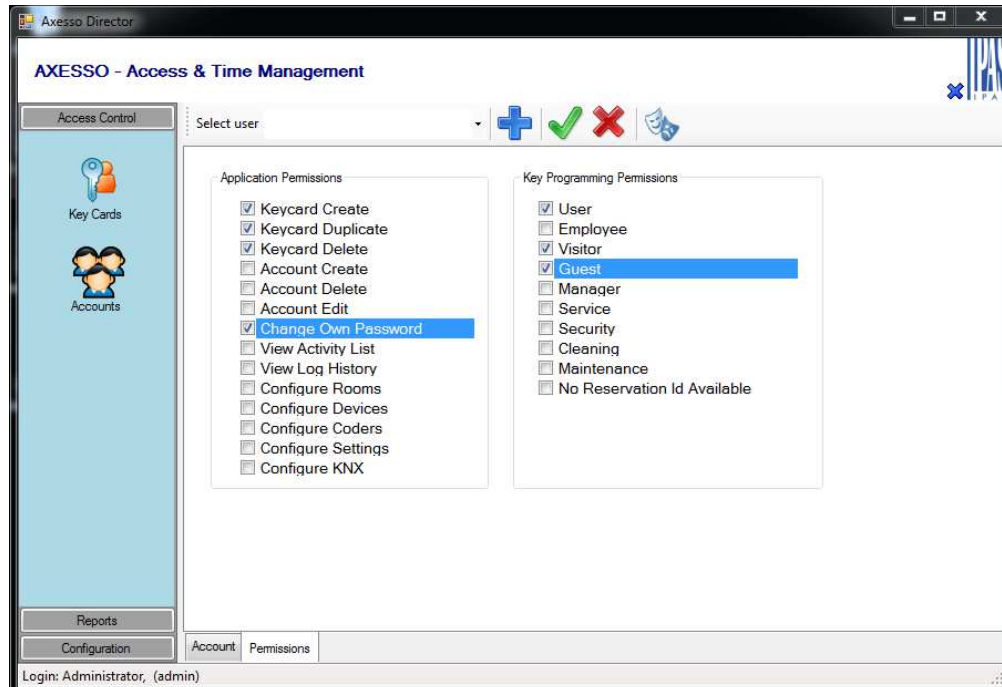 Axesso Director
AXESSO - Access & Time Management
IPAS
IPA
Access Control
Select user
Key Cards
Accounts
Application Permissions
Keycard Create
Keycard Duplicate
Keycard Delete
Account Create
Account Delete
Account Edit
Change Own Password
View Activity List
View Log History
Configure Rooms
Configure Devices
Configure Coders
Configure Settings
Configure KNX
Key Programming Permissions
User
Employee
Visitor
Guest
Manager
Service
Security
Cleaning
Maintenance
No Reservation Id Available
Reports
Configuration
Account Permissions
Login: Administrator, (admin)